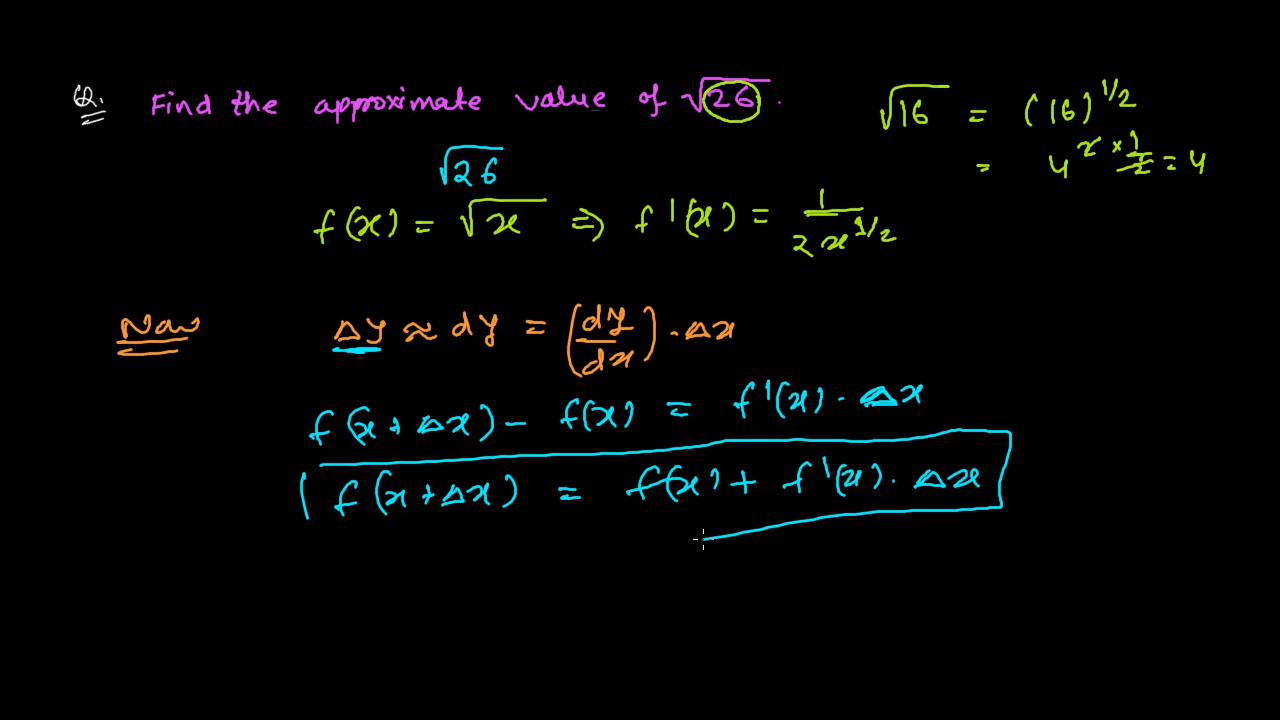 Q. Find the approximate value of √26.
√16 = (16)^1/2
= 4^2×1/2 = 4
√26
f(x) = √x ⇒ f'(x) = 1/2x^1/2
Now Δy ≈ dy = (dy/dx) . Δx
f(x+Δx) - f(x) = f'(x) . Δx
f(x+Δx) = f(x) + f'(x) . Δx